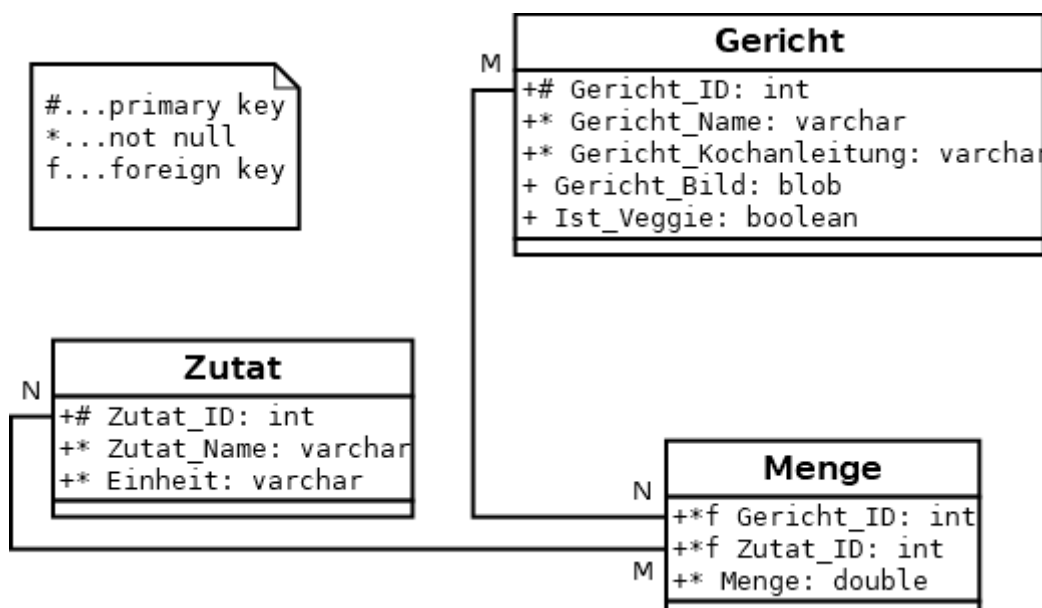 #...primary key
*...not null
f...foreign key
M
Gericht
+# Gericht_ID: int
+* Gericht_Name: varchar
+* Gericht_Kochanleitung: varchar
+ Gericht_Bild: blob
+ Ist_Veggie: boolean
N
Zutat
+# Zutat_ID: int
+* Zutat_Name: varchar
+* Einheit: varchar
N
Menge
+*f Gericht_ID: int
+*f Zutat_ID: int
M
+* Menge: double